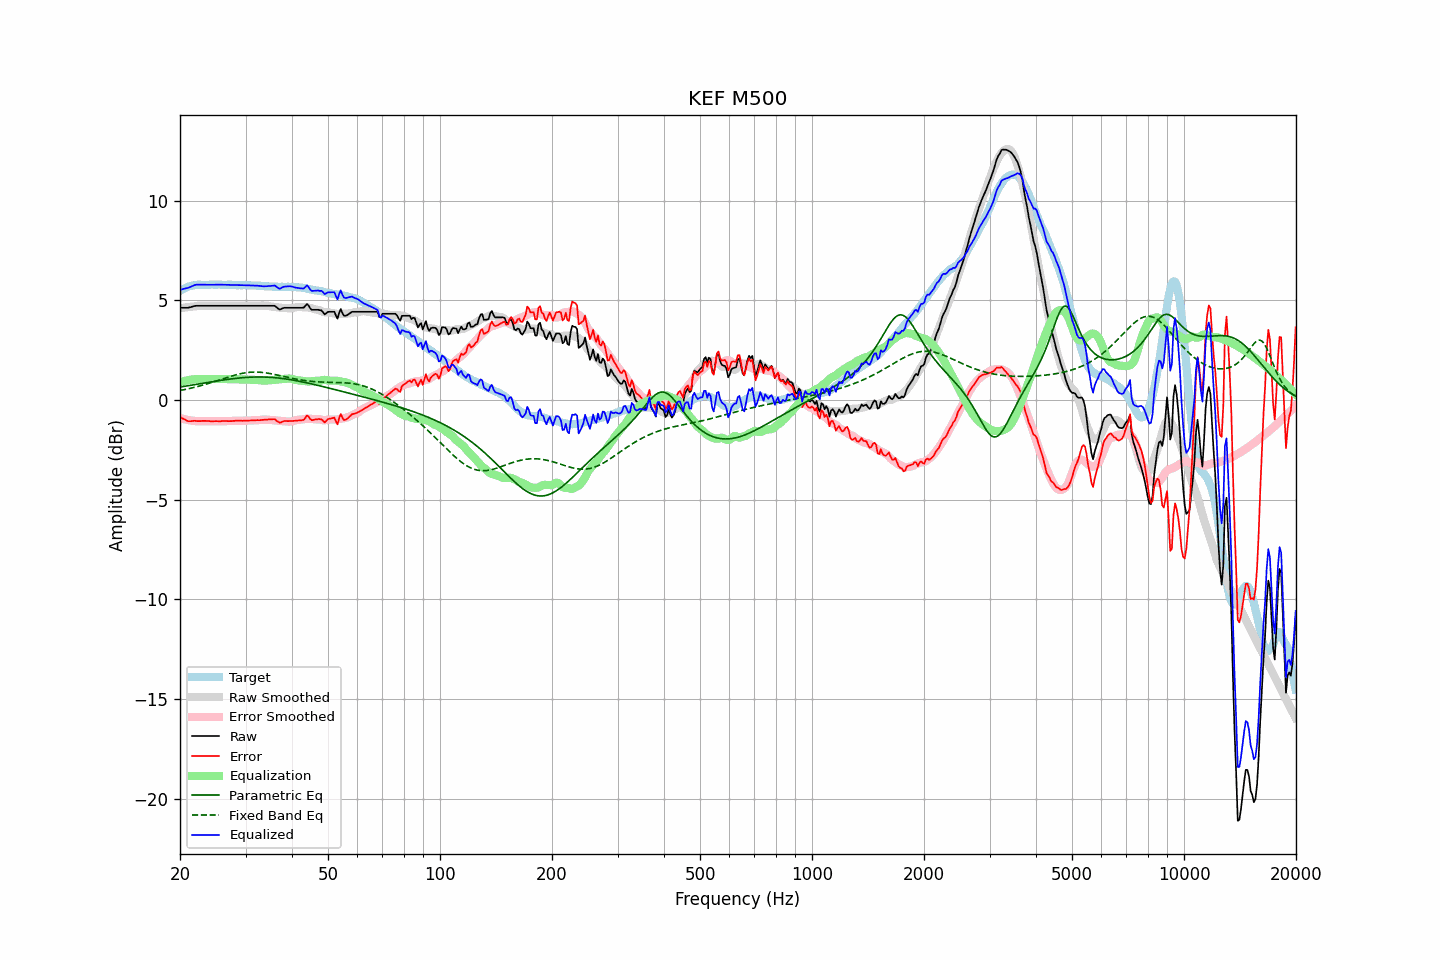 KEF M500
Amplitude (dBr)
10
5
0
−5
−10
−15
−20
Target
Raw Smoothed
Error Smoothed
Raw
Error
Equalization
Parametric Eq
Fixed Band Eq
Equalized
20 50 100 200 500 1000 2000 5000 10000 20000
Frequency (Hz)